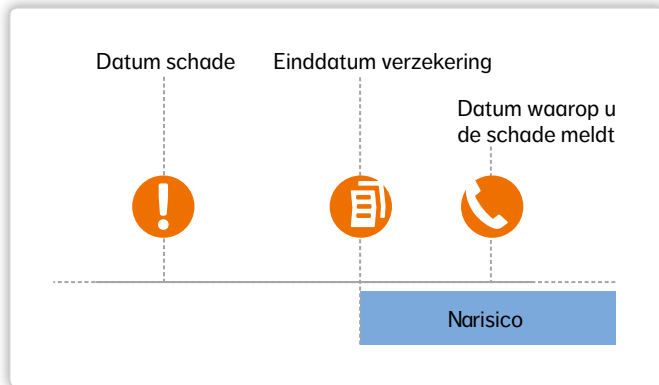 Datum schade
Einddatum verzekering
Datum waarop u
de schade meldt
Narisico